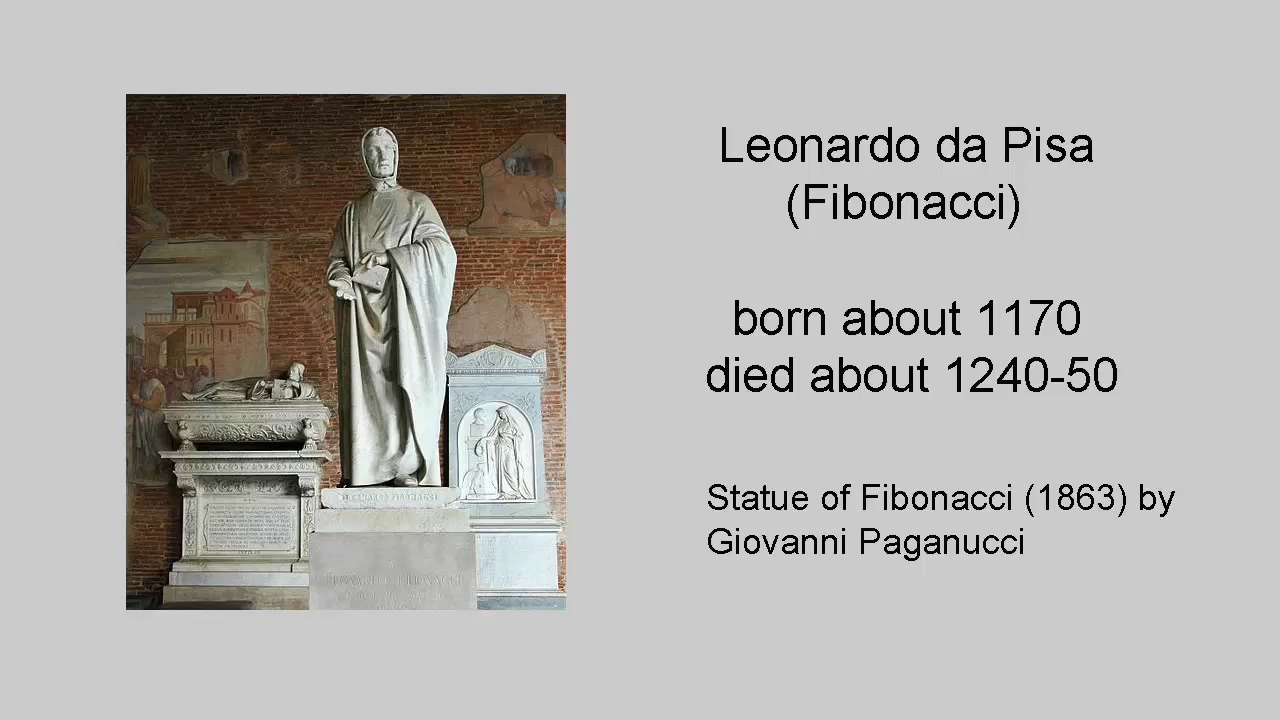 Leonardo da Pisa
(Fibonacci)
born about 1170
died about 1240-50
Statue of Fibonacci (1863) by
Giovanni Paganucci